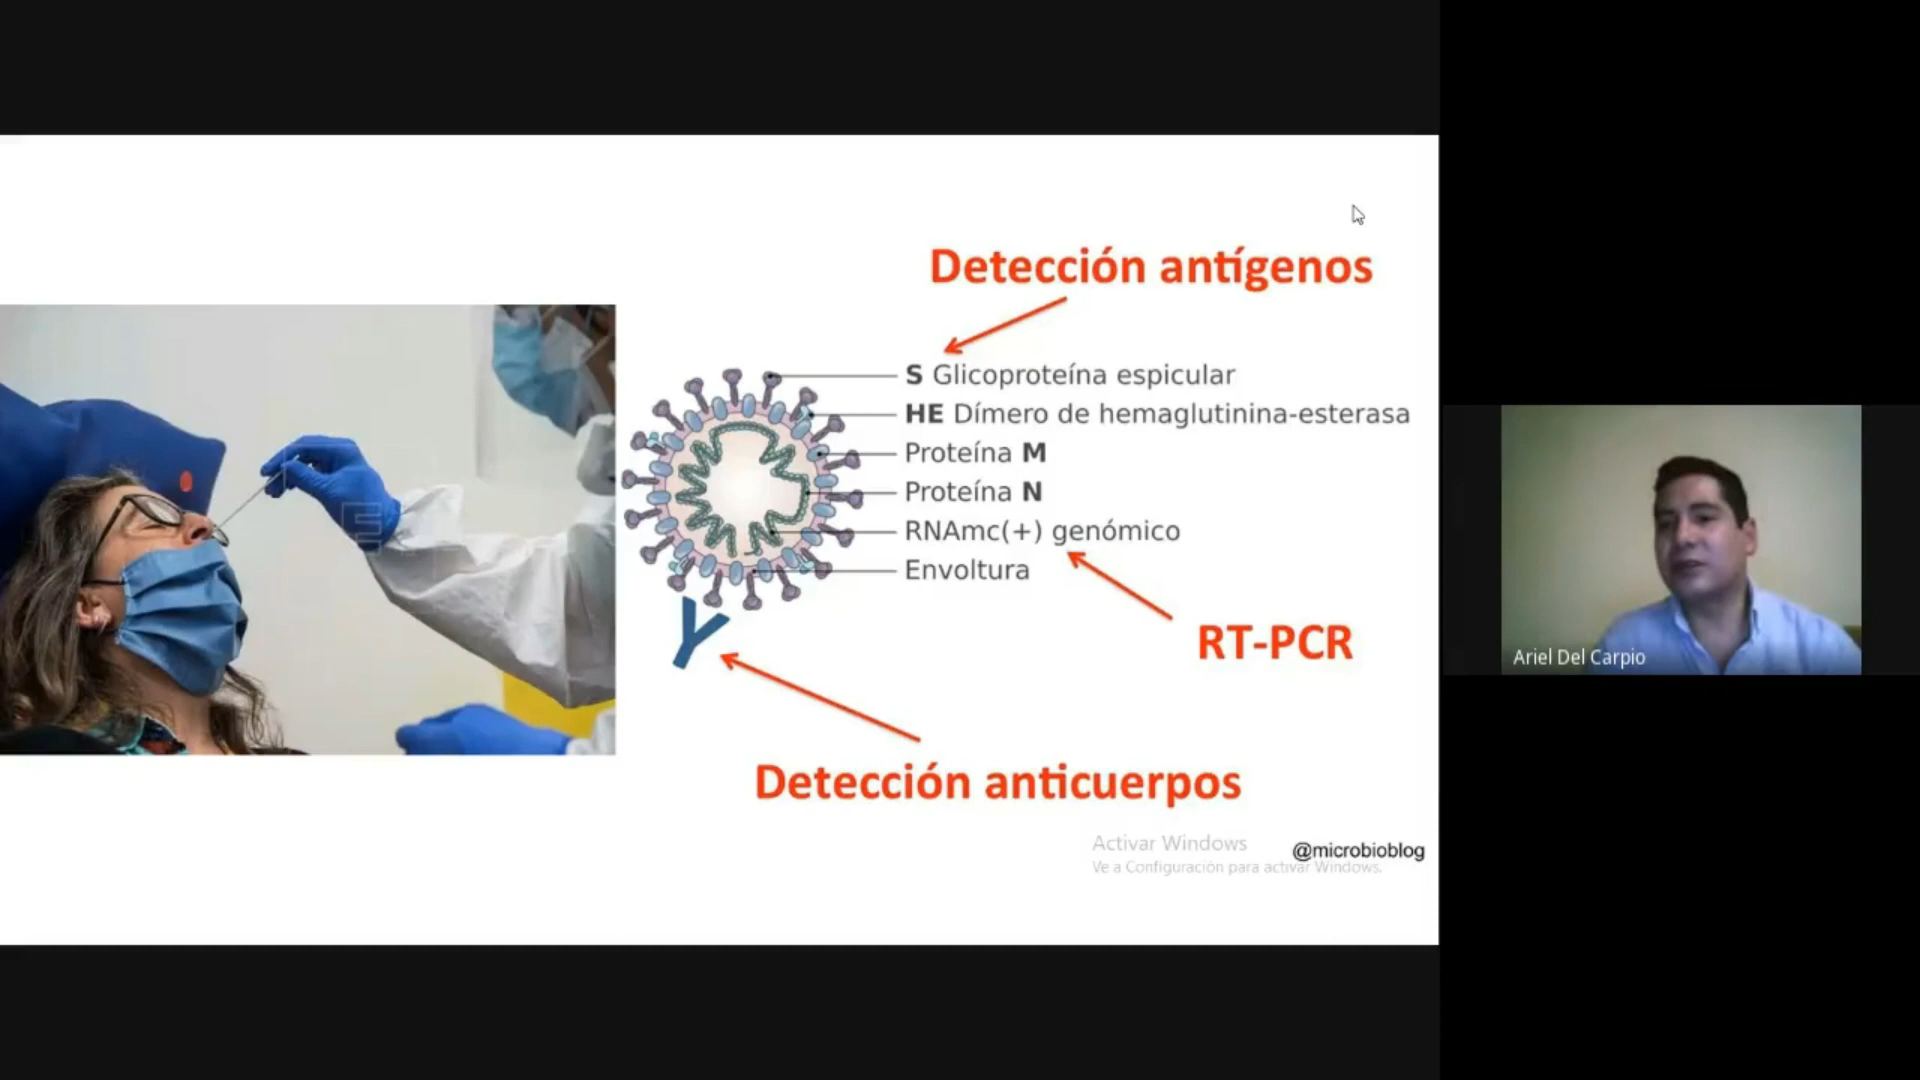 Detección antígenos
S Glicoproteína espicular
HE Dímero de hemaglutinina-esterasa
Proteína M
Proteína N
RNAmc(+) genómico
Envoltura
RT-PCR
Detección anticuerpos
Activar Windows
Ve a Configuración para activar Windows.
@microbioblog
Ariel Del Carpio
E